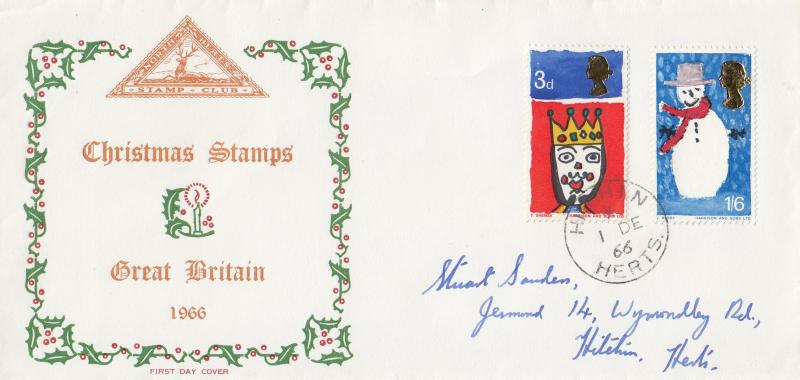 STAMP · CLUB
Christmas Stamps
Great Britain
1966
FIRST DAY COVER
3d
T. SHEMZA HARRISON AND SONS LTD
1/6
HARRISON AND SONS LTD
1 DE
66
HERTS.
Stuart Sanders,
14, Wymondley Rd.,
Hitchin, Herts.